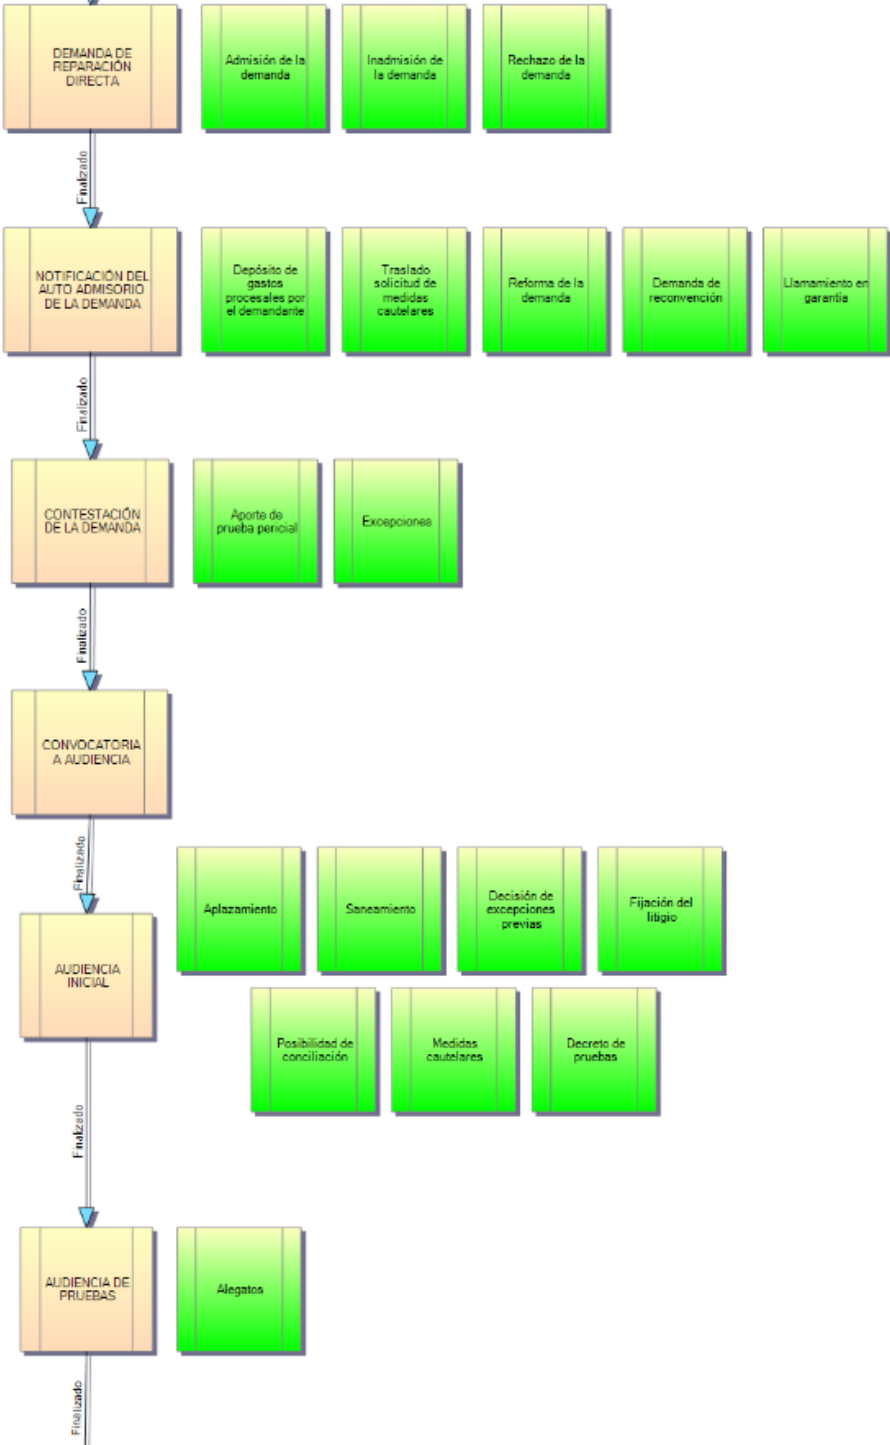 DEMANDA DE
REPARACIÓN
DIRECTA
Admisión de la
demanda
Inadmisión de
la demanda
Rechazo de la
demanda
Finalizado
NOTIFICACIÓN DEL
AUTO ADMISORIO
DE LA DEMANDA
Depósito de
gastos
procesales por
el demandante
Traslado
solicitud de
medidas
cautelares
Reforma de la
demanda
Demanda de
reconvención
Llamamiento en
garantía
Finalizado
CONTESTACIÓN
DE LA DEMANDA
Aporte de
prueba pericial
Excepciones
Finalizado
CONVOCATORIA
A AUDIENCIA
Finalizado
AUDIENCIA
INICIAL
Aplazamiento
Saneamiento
Decisión de
excepciones
previas
Fijación del
litigio
Posibilidad de
conciliación
Medidas
cautelares
Decreto de
pruebas
Finalizado
AUDIENCIA DE
PRUEBAS
Alegatos
Finalizado